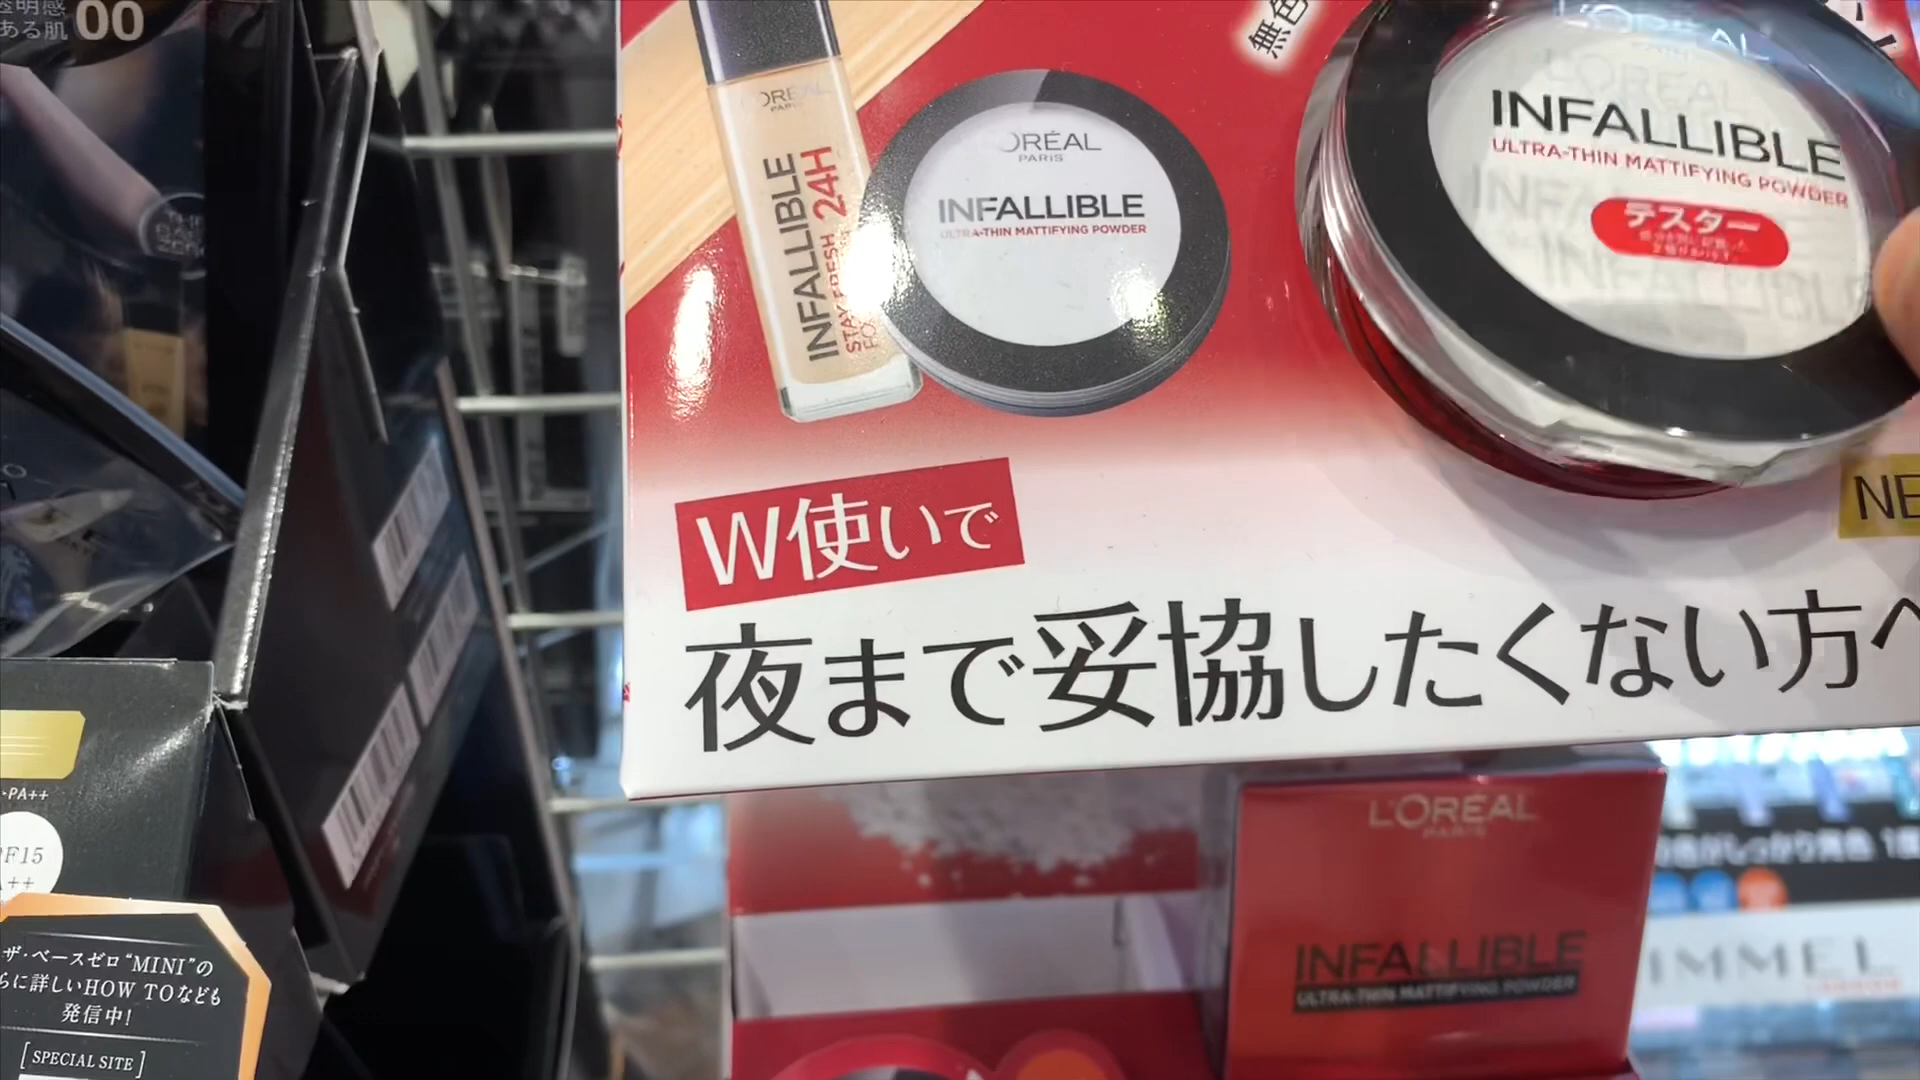 透明感
ある肌
00
無色
L'ORÉAL
PARIS
INFALLIBLE
STAY FRESH 24H
L'ORÉAL
PARIS
INFALLIBLE
ULTRA-THIN MATTIFYING POWDER
L'ORÉAL
INFALLIBLE
ULTRA-THIN MATTIFYING POWDER
テスター
NE
W使いで
夜まで妥協したくない方へ
L'ORÉAL
PARIS
INFALLIBLE
ULTRA-THIN MATTIFYING POWDER
PA++
F15
++
ザ・ベースゼロ“MINI”の
らに詳しいHOW TOなども
発信中!
[SPECIAL SITE]
IMMEL